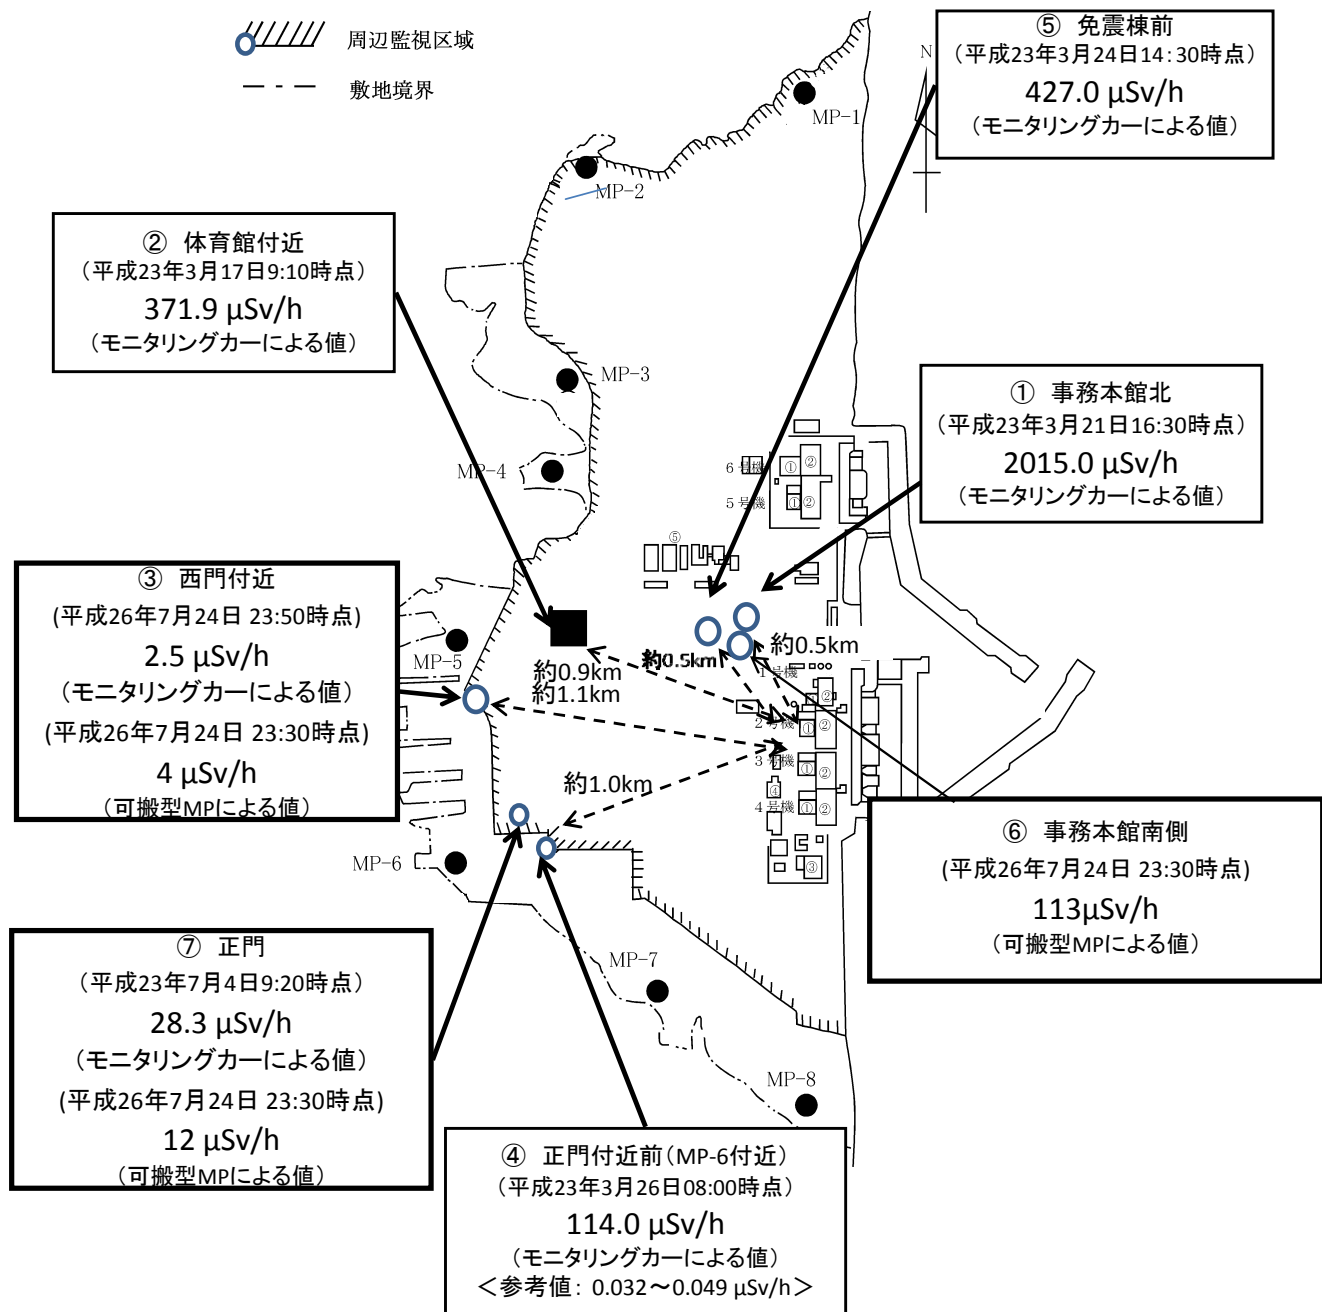 周辺監視区域
敷地境界
⑤ 免震棟前
（平成23年3月24日14:30時点）
427.0 μSv/h
（モニタリングカーによる値）
N
MP-1
MP-2
② 体育館付近
（平成23年3月17日9:10時点）
371.9 μSv/h
（モニタリングカーによる値）
MP-3
① 事務本館北
（平成23年3月21日16:30時点）
2015.0 μSv/h
（モニタリングカーによる値）
MP-4
6号機
①
②
5号機
①
②
⑤
③ 西門付近
(平成26年7月24日 23:50時点)
2.5 μSv/h
（モニタリングカーによる値）
(平成26年7月24日 23:30時点)
4 μSv/h
（可搬型MPによる値）
MP-5
約0.9km
約1.1km
約0.5km
約0.5km
1号機
②
2号機
①
②
3号機
①
②
約1.0km
④
4号機
①
②
③
MP-6
⑥ 事務本館南側
(平成26年7月24日 23:30時点)
113μSv/h
（可搬型MPによる値）
⑦ 正門
（平成23年7月4日9:20時点）
28.3 μSv/h
（モニタリングカーによる値）
(平成26年7月24日 23:30時点)
12 μSv/h
（可搬型MPによる値）
MP-7
MP-8
④ 正門付近前（MP-6付近）
（平成23年3月26日08:00時点）
114.0 μSv/h
（モニタリングカーによる値）
＜参考値: 0.032～0.049 μSv/h＞